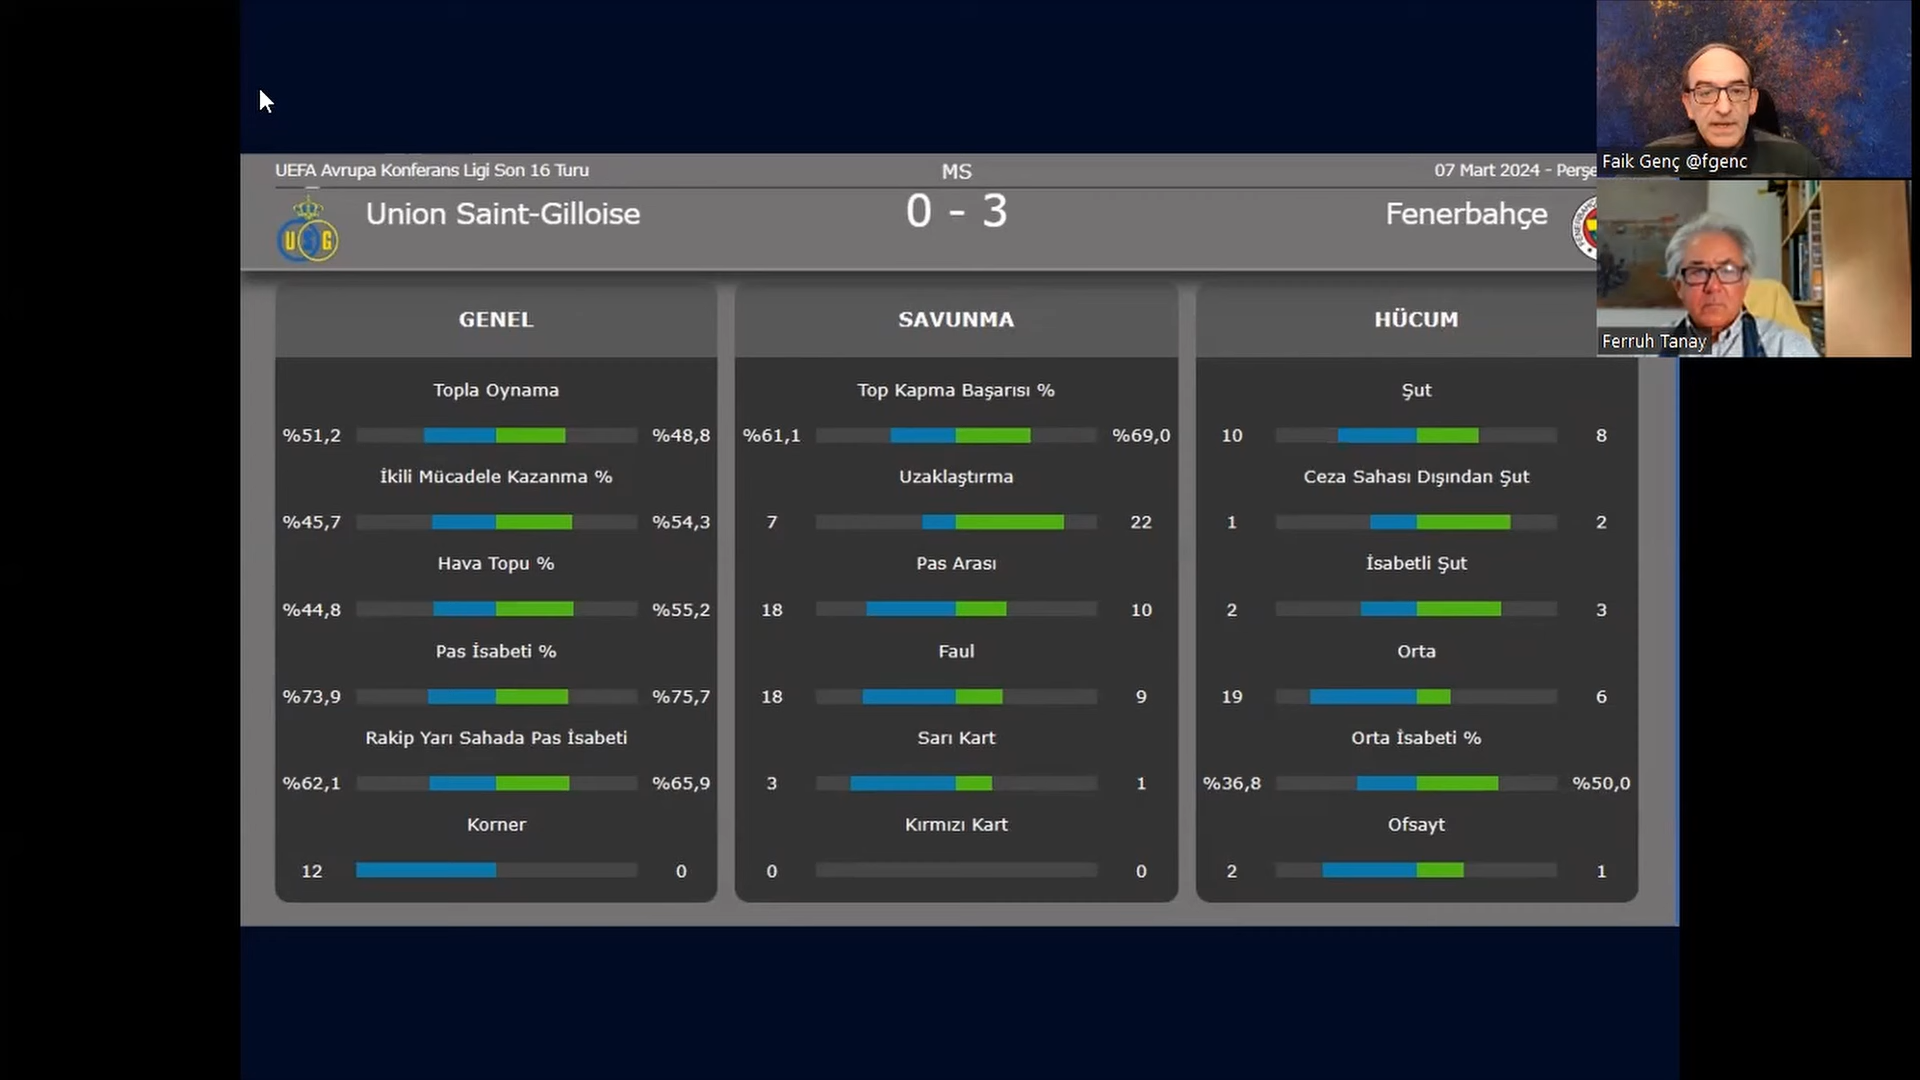 UEFA Avrupa Konferans Ligi Son 16 Turu
MS
07 Mart 2024 -
USG
Union Saint-Gilloise
0 - 3
Fenerbahçe
Faik Genç @fgenc
Ferruh Tanay
GENEL
Topla Oynama
%51,2 %48,8
İkili Mücadele Kazanma %
%45,7 %54,3
Hava Topu %
%44,8 %55,2
Pas İsabeti %
%73,9 %75,7
Rakip Yarı Sahada Pas İsabeti
%62,1 %65,9
Korner
12 0
SAVUNMA
Top Kapma Başarısı %
%61,1 %69,0
Uzaklaştırma
7 22
Pas Arası
18 10
Faul
18 9
Sarı Kart
3 1
Kırmızı Kart
0 0
HÜCUM
Şut
10 8
Ceza Sahası Dışından Şut
1 2
İsabetli Şut
2 3
Orta
19 6
Orta İsabeti %
%36,8 %50,0
Ofsayt
2 1